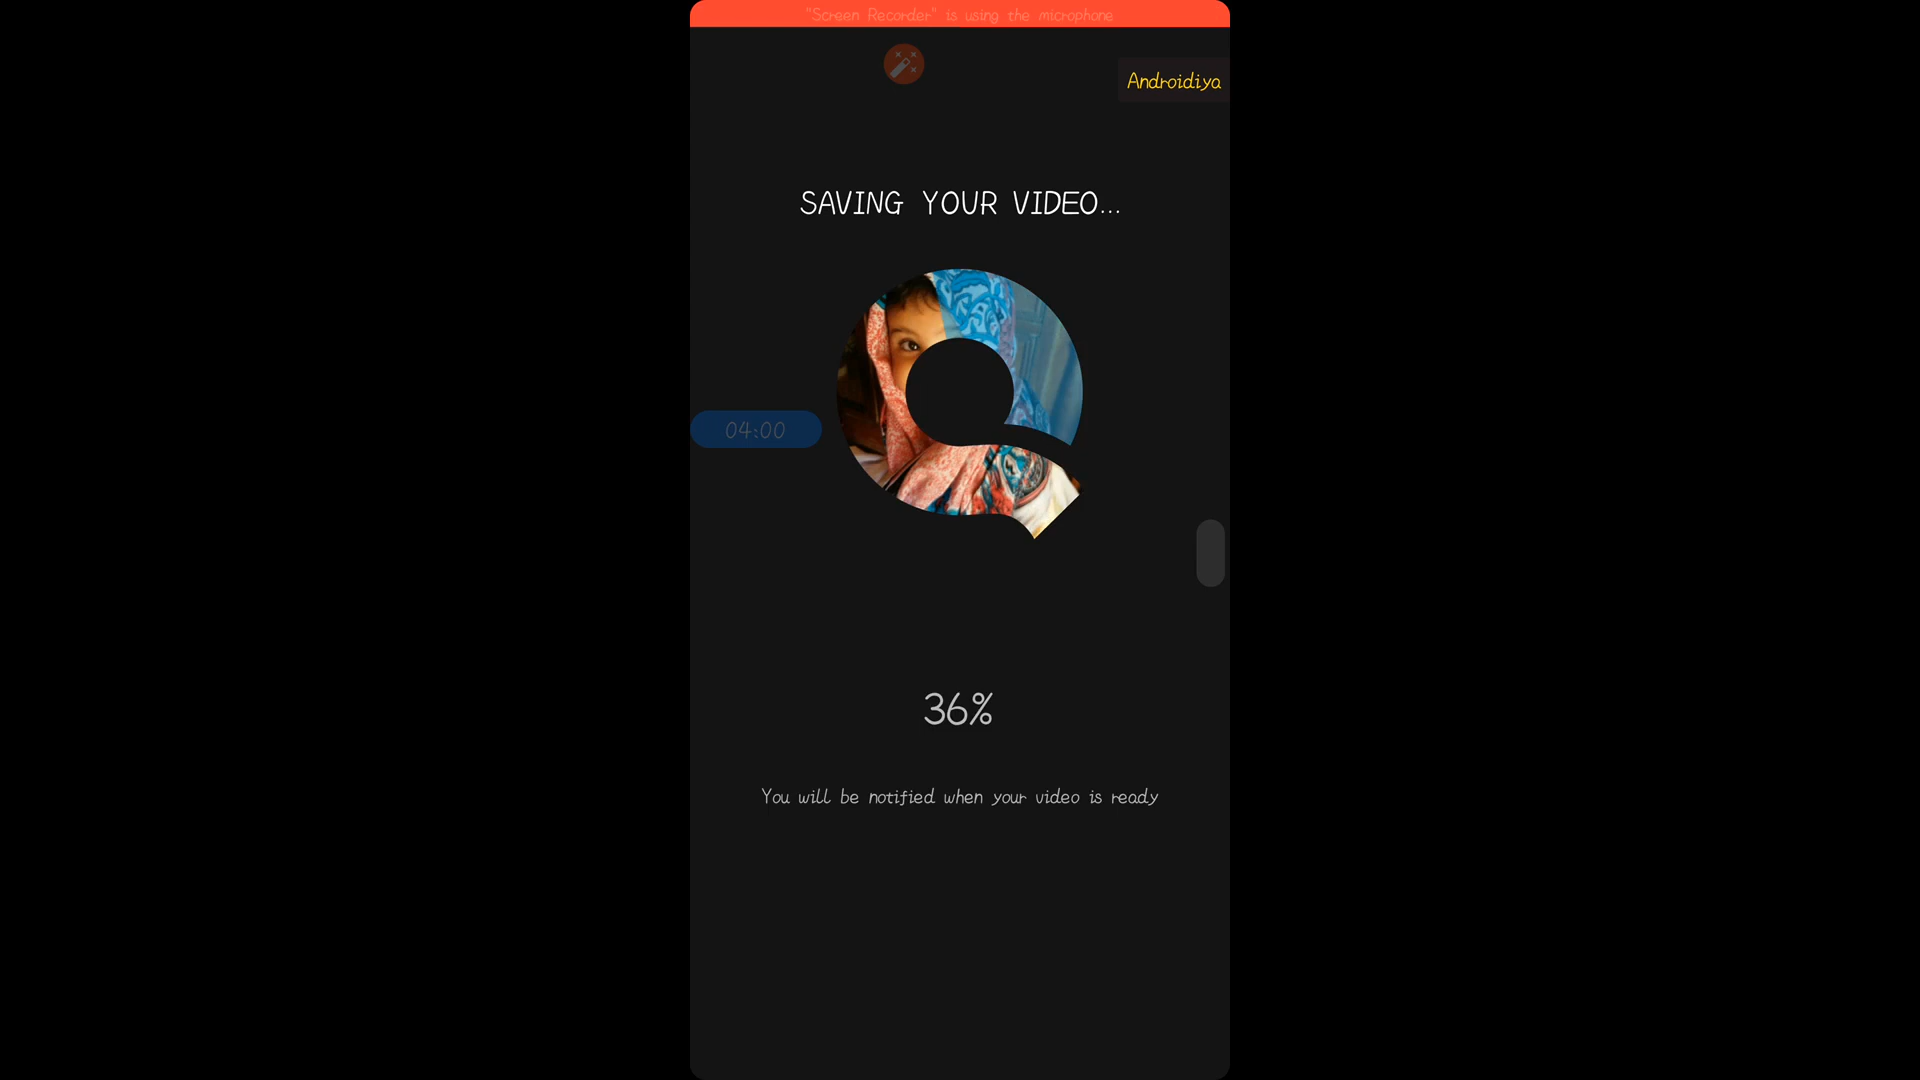 "Screen Recorder" is using the microphone
Androidiya
SAVING YOUR VIDEO...
04:00
36%
You will be notified when your video is ready